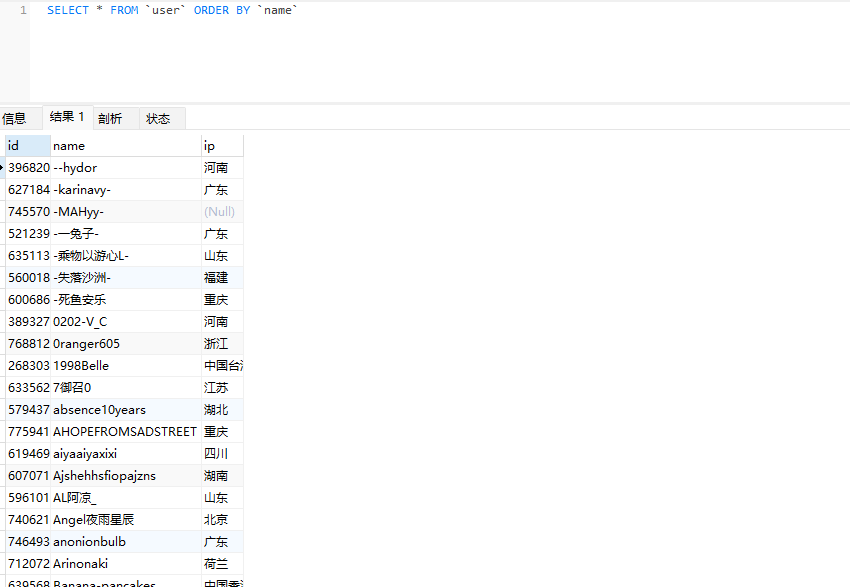 1 SELECT * FROM `user` ORDER BY `name`
信息 结果 1 剖析 状态
id name ip
396820 --hydor 河南
627184 -karinavy- 广东
745570 -MAHyy- (Null)
521239 -一兔子- 广东
635113 -乘物以游心L- 山东
560018 -失落沙洲- 福建
600686 -死鱼安乐 重庆
389327 0202-V_C 河南
768812 0ranger605 浙江
268303 1998Belle 中国台
633562 7御召0 江苏
579437 absence10years 湖北
775941 AHOPEFROMSADSTREET 重庆
619469 aiyaaiyaxixi 四川
607071 Ajshehhsfiopajzns 湖南
596101 AL阿凉_ 山东
740621 Angel夜雨星辰 北京
746493 anonionbulb 广东
712072 Arinonaki 荷兰
639568 Banana-pancakes 中国香